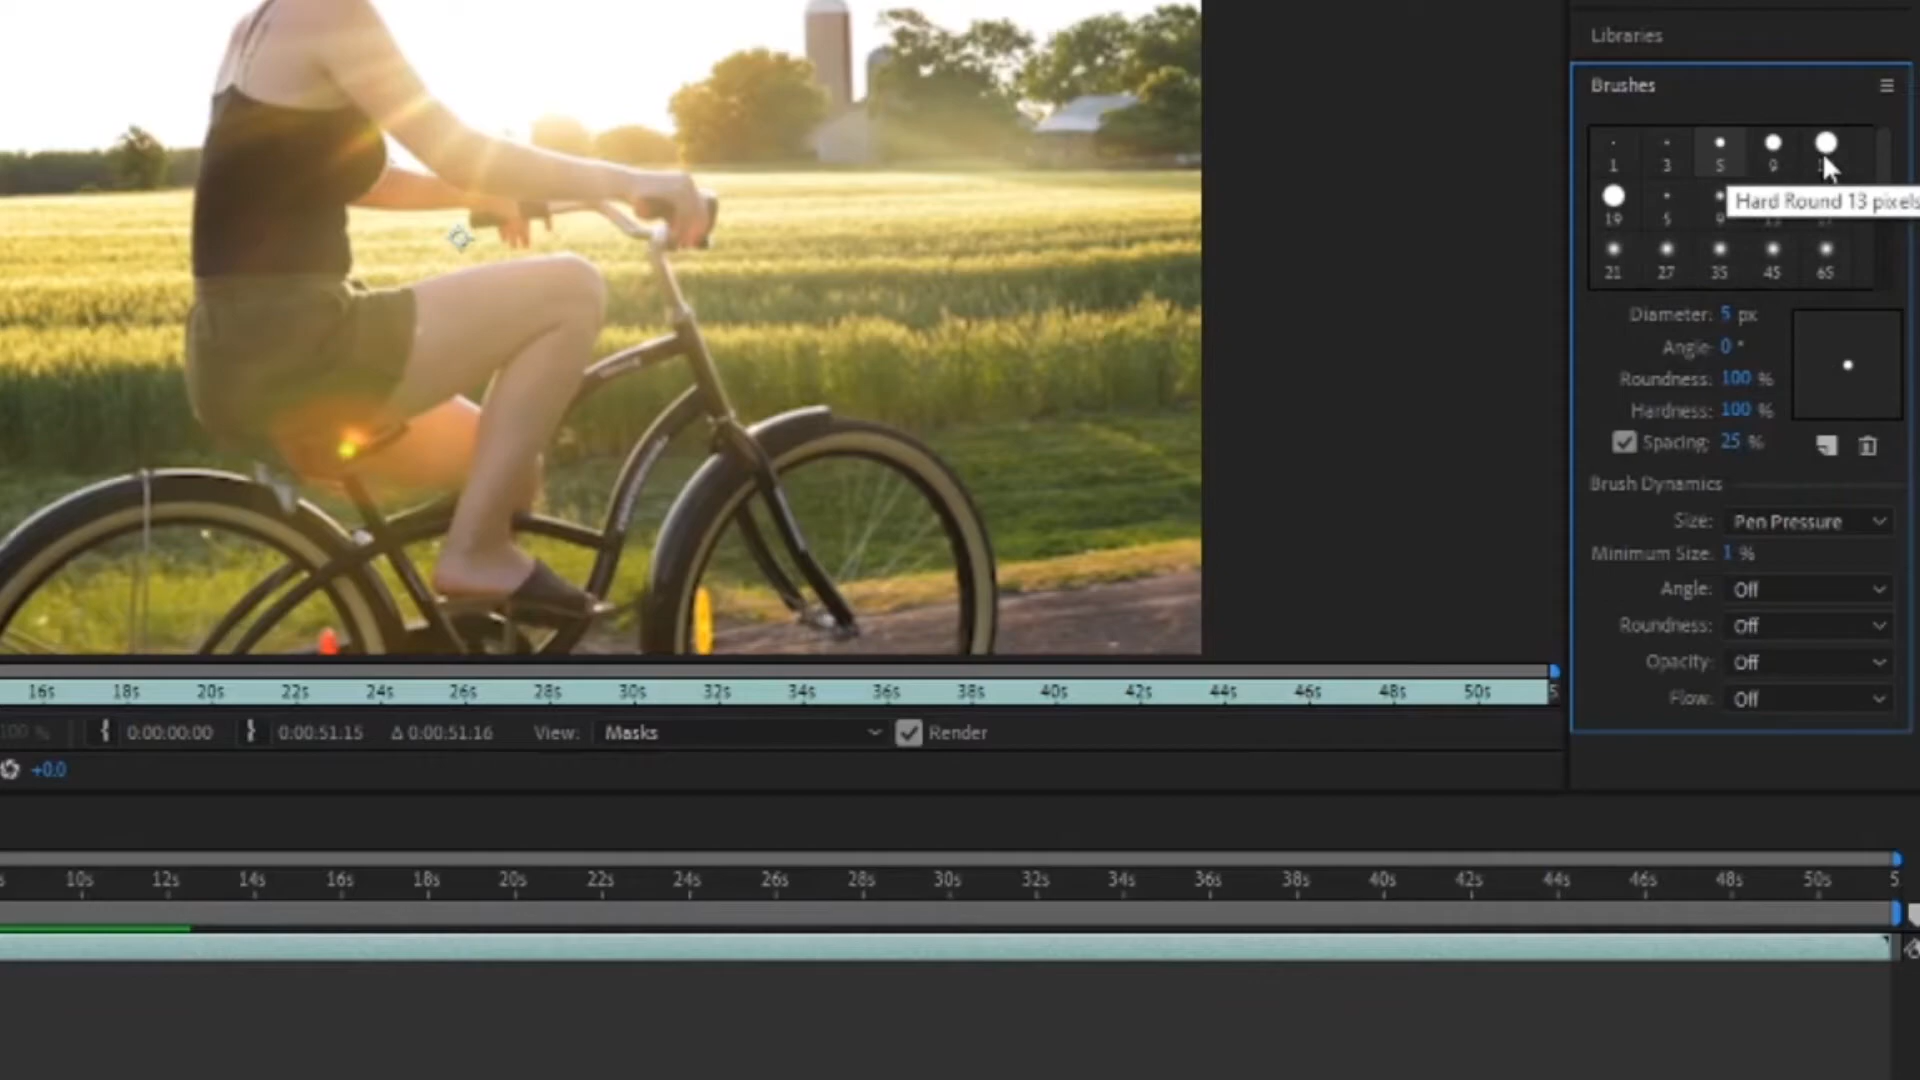 Libraries
Brushes
1 3 5 9
Hard Round 13 pixels
19 5 9
21 27 35 45 65
Diameter: 5 px
Angle: 0 °
Roundness: 100 %
Hardness: 100 %
Spacing: 25 %
Brush Dynamics
Size: Pen Pressure
Minimum Size: 1 %
Angle: Off
Roundness: Off
Opacity: Off
Flow: Off
16s 18s 20s 22s 24s 26s 28s 30s 32s 34s 36s 38s 40s 42s 44s 46s 48s 50s 5
100 % { 0:00:00:00 } 0:00:51:15 Δ 0:00:51:16 View: Masks Render
+0.0
s 10s 12s 14s 16s 18s 20s 22s 24s 26s 28s 30s 32s 34s 36s 38s 40s 42s 44s 46s 48s 50s 5